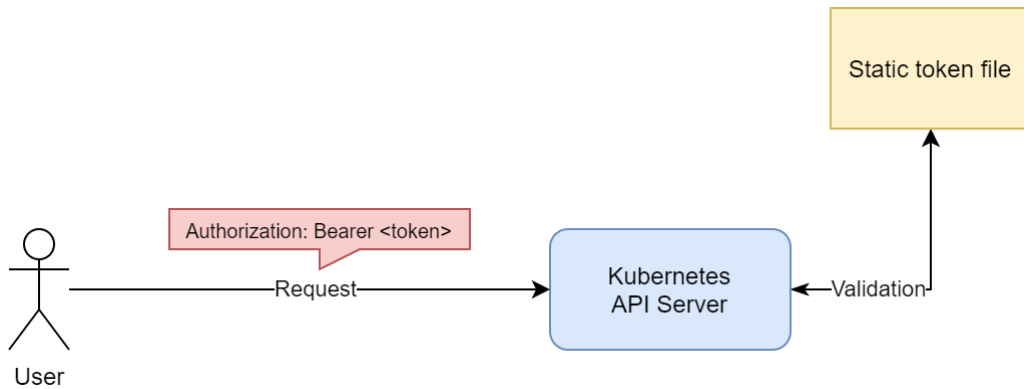 Static token file
Authorization: Bearer <token>
Request
Kubernetes
API Server
Validation
User